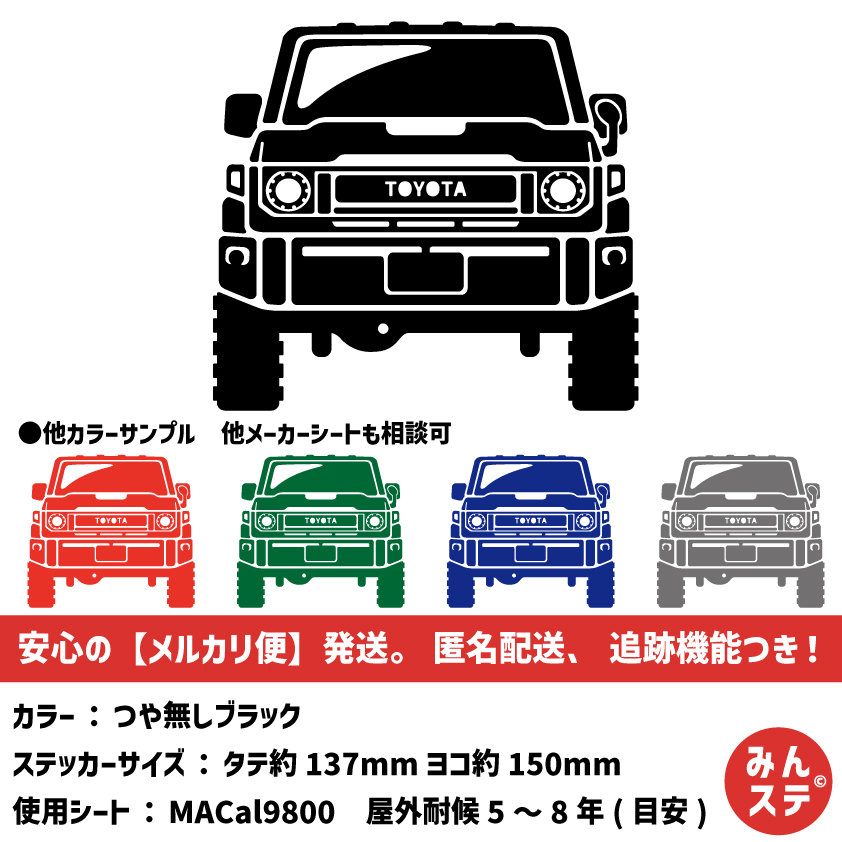 TOYOTA
●他カラーサンプル　他メーカーシートも相談可
TOYOTA TOYOTA TOYOTA TOYOTA
安心の【メルカリ便】発送。 匿名配送、 追跡機能つき！
カラー : つや無しブラック
ステッカーサイズ : タテ約 137mm ヨコ約 150mm
使用シート : MACal9800　屋外耐候 5 〜 8 年 ( 目安 )
みん
ステ©